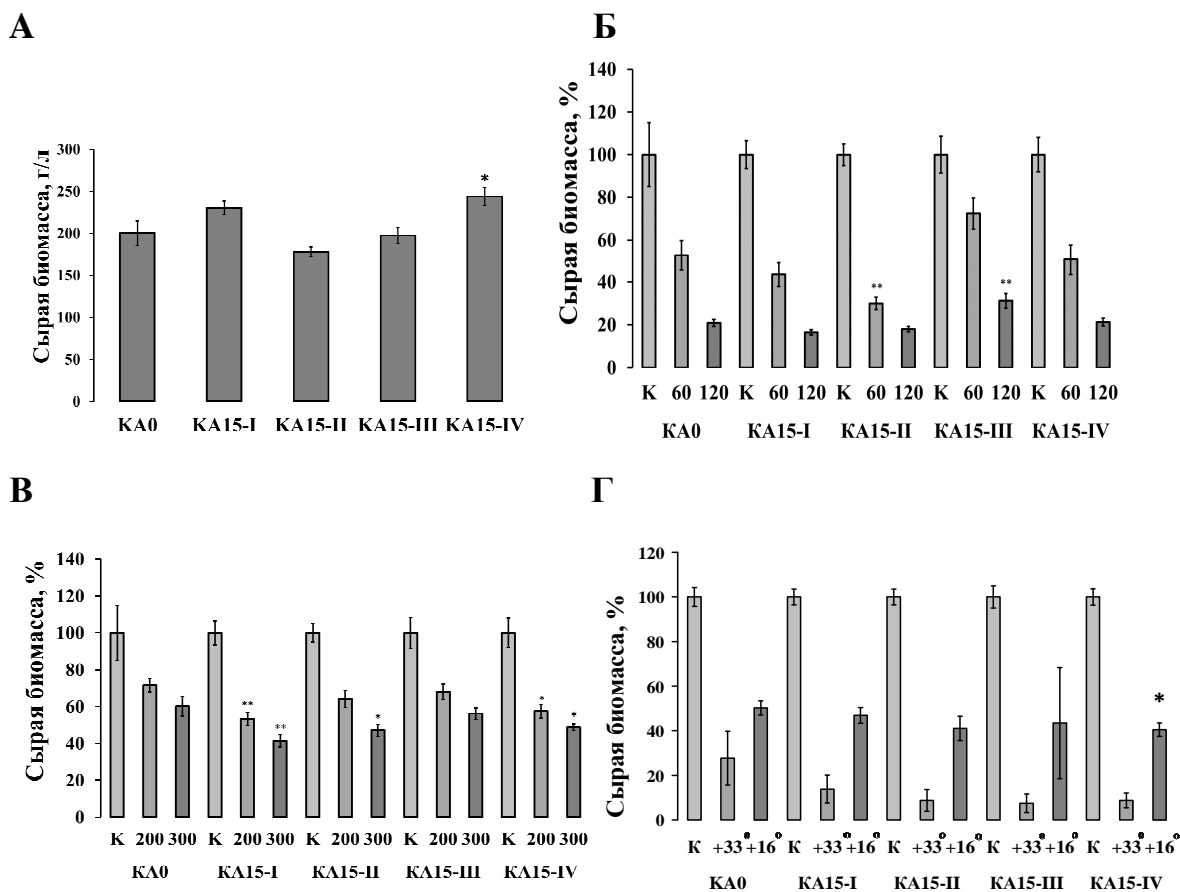 А
Сырая биомасса, г/л
300
250
200
150
100
50
0
*
КА0 КА15-I КА15-II КА15-III КА15-IV
Б
Сырая биомасса, %
140
120
100
80
60
40
20
0
** **
К 60 120 К 60 120 К 60 120 К 60 120 К 60 120
КА0 КА15-I КА15-II КА15-III КА15-IV
В
Сырая биомасса, %
140
120
100
80
60
40
20
0
** ** * * *
К 200 300 К 200 300 К 200 300 К 200 300 К 200 300
КА0 КА15-I КА15-II КА15-III КА15-IV
Г
Сырая биомасса, %
120
100
80
60
40
20
0
*
К +33° +16° К +33° +16° К +33° +16° К +33° +16° К +33° +16°
КА0 КА15-I КА15-II КА15-III КА15-IV